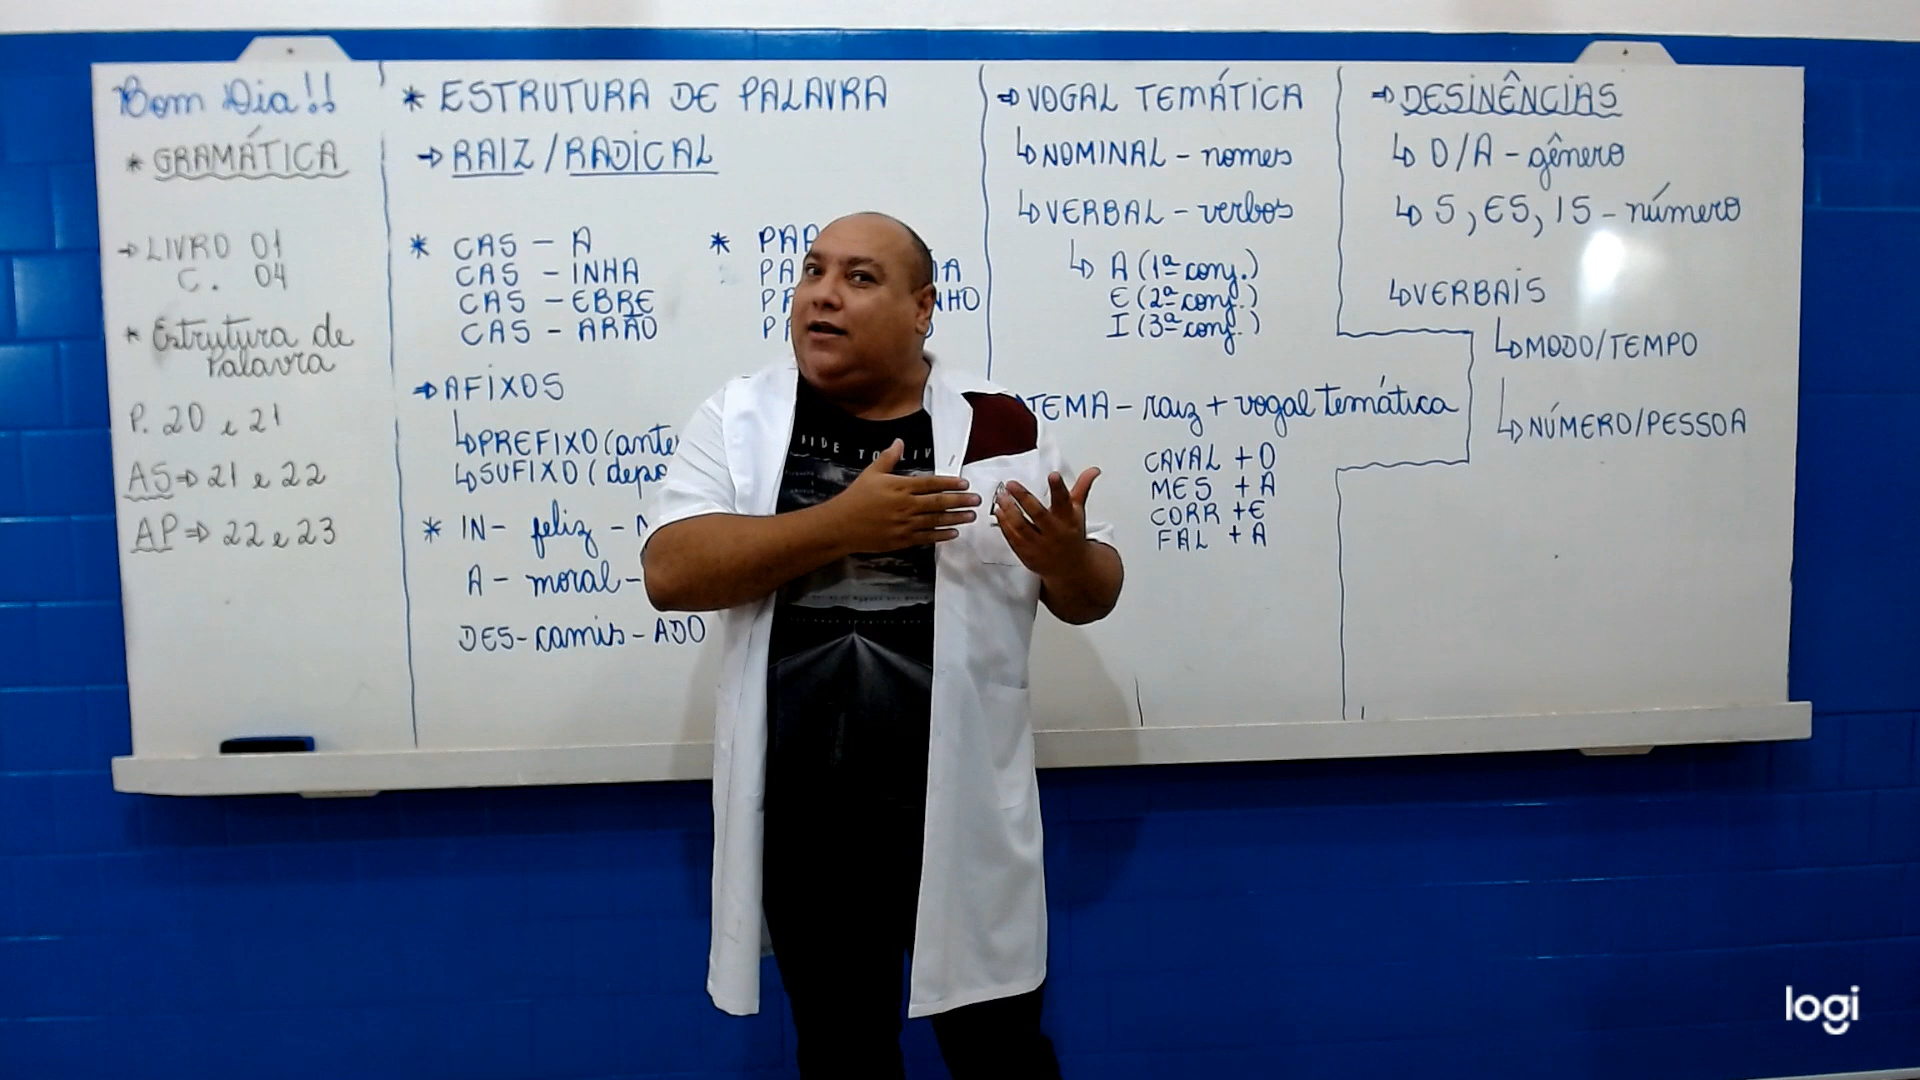 Bom Dia!!
* GRAMÁTICA
→ LIVRO 01
C. 04
* Estrutura de
Palavra
P. 20 e 21
AS ⇒ 21 e 22
AP ⇒ 22 e 23
* ESTRUTURA DE PALAVRA
→ RAIZ / RADICAL
* CAS - A
CAS - INHA
CAS - EBRE
CAS - ARÃO
*
→ AFIXOS
↳ PREFIXO
↳ SUFIXO
* IN - feliz -
A - moral -
DES - camis - ADO
→ VOGAL TEMÁTICA
↳ NOMINAL - nomes
↳ VERBAL - verbos
↳ A (1ª conj.)
E (2ª conj.)
I (3ª conj.)
TEMA - raiz + vogal temática
CAVAL + O
MES + A
CORR + E
FAL + A
→ DESINÊNCIAS
↳ O/A - gênero
↳ S, ES, IS - número
↳ VERBAIS
↳ MODO/TEMPO
↳ NÚMERO/PESSOA
logi